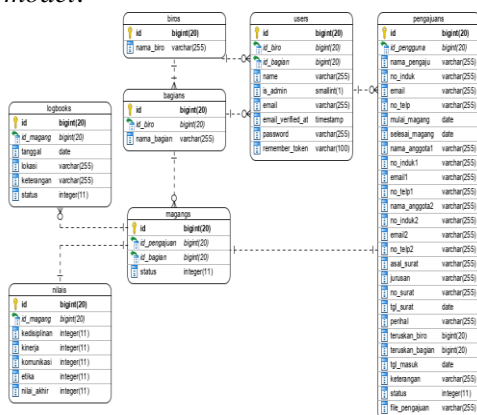 model.
biros
id bigint(20)
nama_biro varchar(255)
users
id bigint(20)
id_biro bigint(20)
id_bagian bigint(20)
name varchar(255)
is_admin smallint(1)
email varchar(255)
email_verified_at timestamp
password varchar(255)
remember_token varchar(100)
pengajuans
id bigint(20)
id_pengguna bigint(20)
nama_pengaju varchar(255)
no_induk varchar(255)
email varchar(255)
no_telp varchar(255)
mulai_magang date
selesai_magang date
nama_anggota1 varchar(255)
no_induk1 varchar(255)
email1 varchar(255)
no_telp1 varchar(255)
nama_anggota2 varchar(255)
no_induk2 varchar(255)
email2 varchar(255)
no_telp2 varchar(255)
asal_surat varchar(255)
jurusan varchar(255)
no_surat varchar(255)
tgl_surat date
perihal varchar(255)
teruskan_biro bigint(20)
teruskan_bagian bigint(20)
tgl_masuk date
keterangan varchar(255)
status integer(11)
file_pengajuan varchar(255)
bagians
id bigint(20)
id_biro bigint(20)
nama_bagian varchar(255)
logbooks
id bigint(20)
id_magang bigint(20)
tanggal date
lokasi varchar(255)
keterangan varchar(255)
status integer(11)
magangs
id bigint(20)
id_pengajuan bigint(20)
id_bagian bigint(20)
status integer(11)
nilais
id bigint(20)
id_magang bigint(20)
kedisiplinan integer(11)
kinerja integer(11)
komunikasi integer(11)
etika integer(11)
nilai_akhir integer(11)